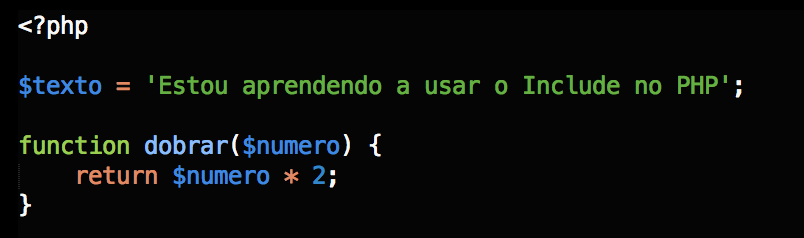 <?php
$texto = 'Estou aprendendo a usar o Include no PHP';
function dobrar($numero) {
    return $numero * 2;
}